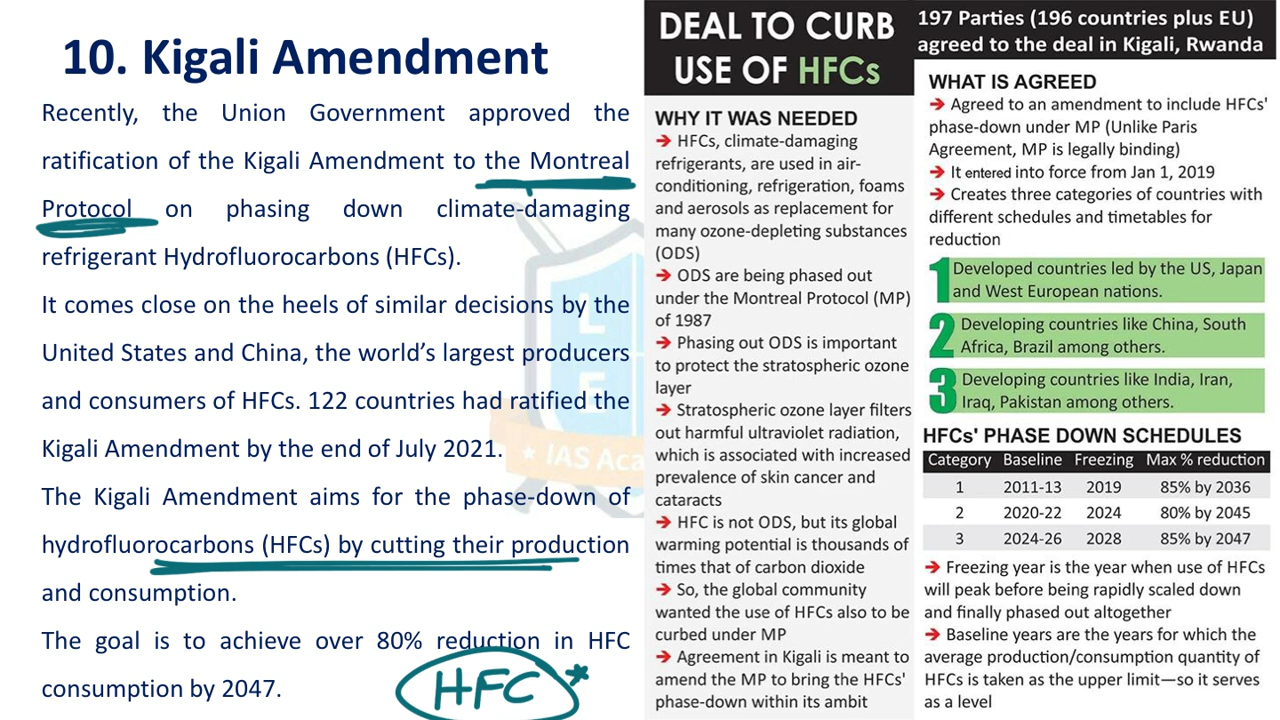 10. Kigali Amendment
Recently, the Union Government approved the
ratification of the Kigali Amendment to the Montreal
Protocol on phasing down climate-damaging
refrigerant Hydrofluorocarbons (HFCs).
It comes close on the heels of similar decisions by the
United States and China, the world's largest producers
and consumers of HFCs. 122 countries had ratified the
Kigali Amendment by the end of July 2021.
The Kigali Amendment aims for the phase-down of
hydrofluorocarbons (HFCs) by cutting their production
and consumption.
The goal is to achieve over 80% reduction in HFC
consumption by 2047.
HFC*
L
E
IAS Aca
DEAL TO CURB
USE OF HFCs
WHY IT WAS NEEDED
➔ HFCs, climate-damaging
refrigerants, are used in air-
conditioning, refrigeration, foams
and aerosols as replacement for
many ozone-depleting substances
(ODS)
➔ ODS are being phased out
under the Montreal Protocol (MP)
of 1987
➔ Phasing out ODS is important
to protect the stratospheric ozone
layer
➔ Stratospheric ozone layer filters
out harmful ultraviolet radiation,
which is associated with increased
prevalence of skin cancer and
cataracts
➔ HFC is not ODS, but its global
warming potential is thousands of
times that of carbon dioxide
➔ So, the global community
wanted the use of HFCs also to be
curbed under MP
➔ Agreement in Kigali is meant to
amend the MP to bring the HFCs'
phase-down within its ambit
197 Parties (196 countries plus EU)
agreed to the deal in Kigali, Rwanda
WHAT IS AGREED
➔ Agreed to an amendment to include HFCs'
phase-down under MP (Unlike Paris
Agreement, MP is legally binding)
➔ It entered into force from Jan 1, 2019
➔ Creates three categories of countries with
different schedules and timetables for
reduction
1 Developed countries led by the US, Japan
and West European nations.
2 Developing countries like China, South
Africa, Brazil among others.
3 Developing countries like India, Iran,
Iraq, Pakistan among others.
HFCs' PHASE DOWN SCHEDULES
Category Baseline Freezing Max % reduction
1 2011-13 2019 85% by 2036
2 2020-22 2024 80% by 2045
3 2024-26 2028 85% by 2047
➔ Freezing year is the year when use of HFCs
will peak before being rapidly scaled down
and finally phased out altogether
➔ Baseline years are the years for which the
average production/consumption quantity of
HFCs is taken as the upper limit—so it serves
as a level